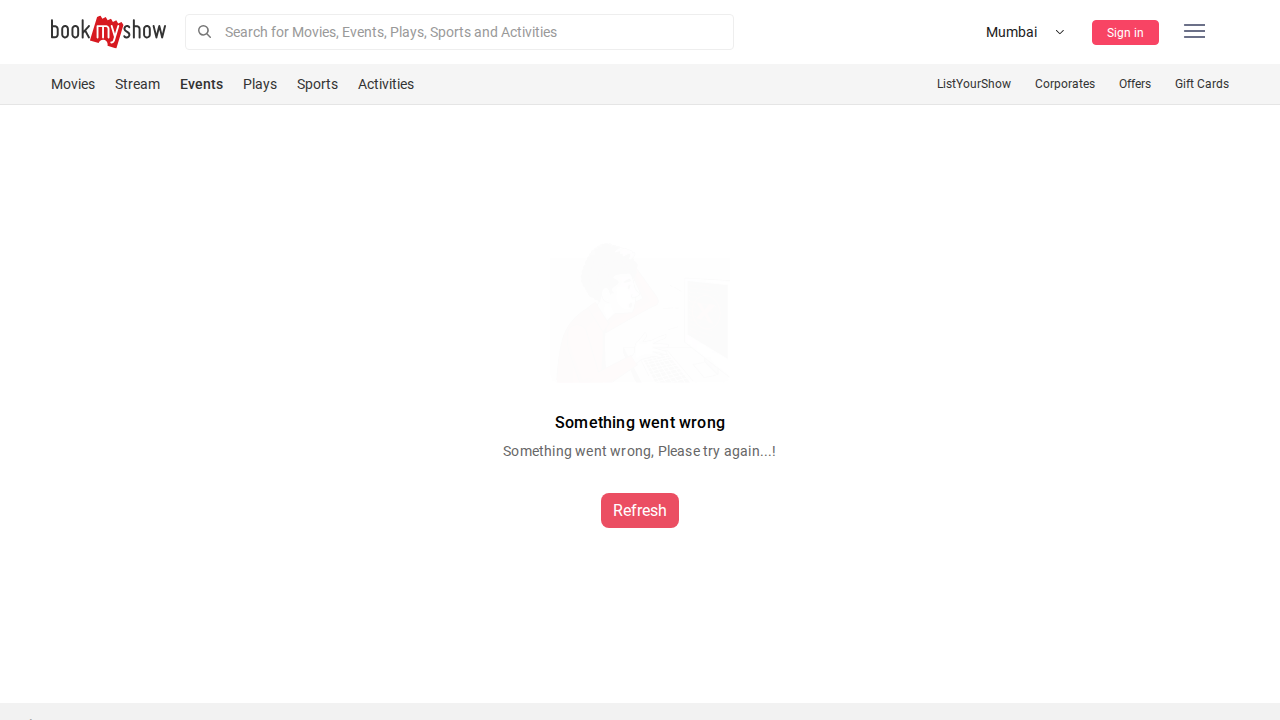 bookmyshow
Search for Movies, Events, Plays, Sports and Activities
Mumbai
Sign in
Movies Stream Events Plays Sports Activities
ListYourShow Corporates Offers Gift Cards
Something went wrong
Something went wrong, Please try again...!
Refresh